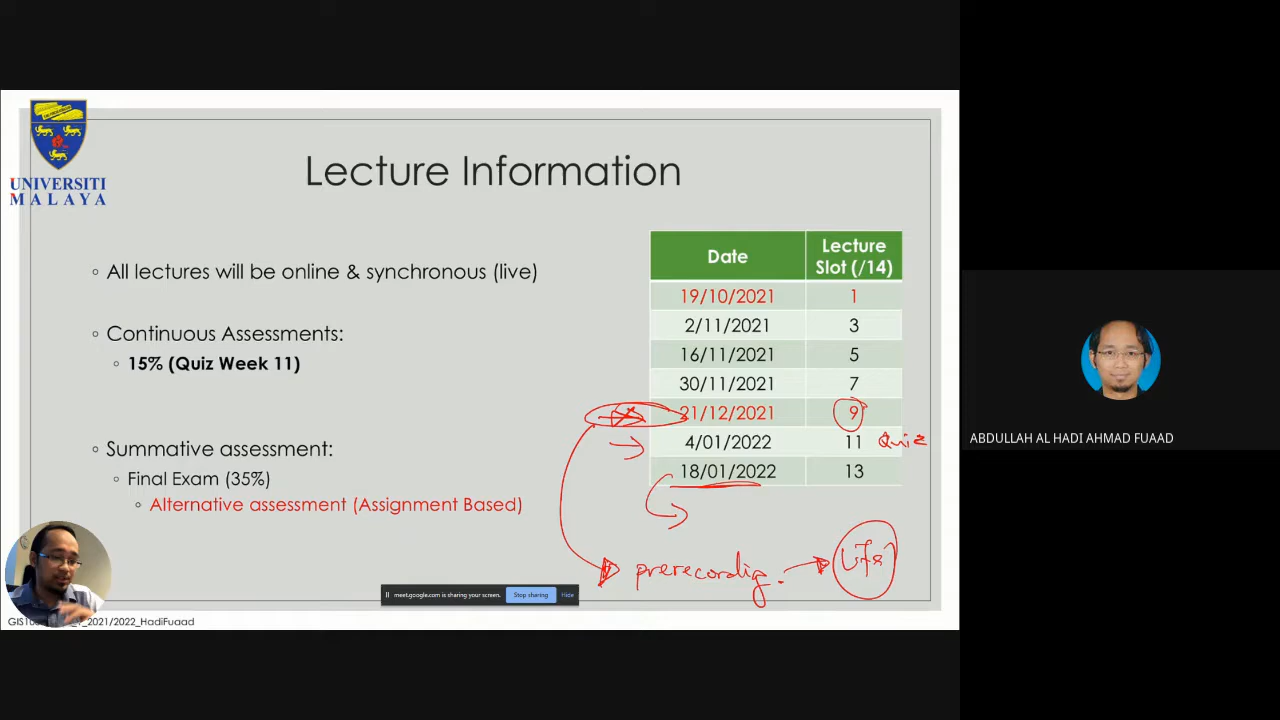 UNIVERSITI
MALAYA
Lecture Information
◦ All lectures will be online & synchronous (live)
◦ Continuous Assessments:
◦ 15% (Quiz Week 11)
◦ Summative assessment:
◦ Final Exam (35%)
◦ Alternative assessment (Assignment Based)
Date Lecture Slot (/14)
19/10/2021 1
2/11/2021 3
16/11/2021 5
30/11/2021 7
21/12/2021 9
4/01/2022 11 Quiz
18/01/2022 13
prerecordig.
meet.google.com is sharing your screen. Stop sharing Hide
2021/2022_HadiFuaad
ABDULLAH AL HADI AHMAD FUAAD